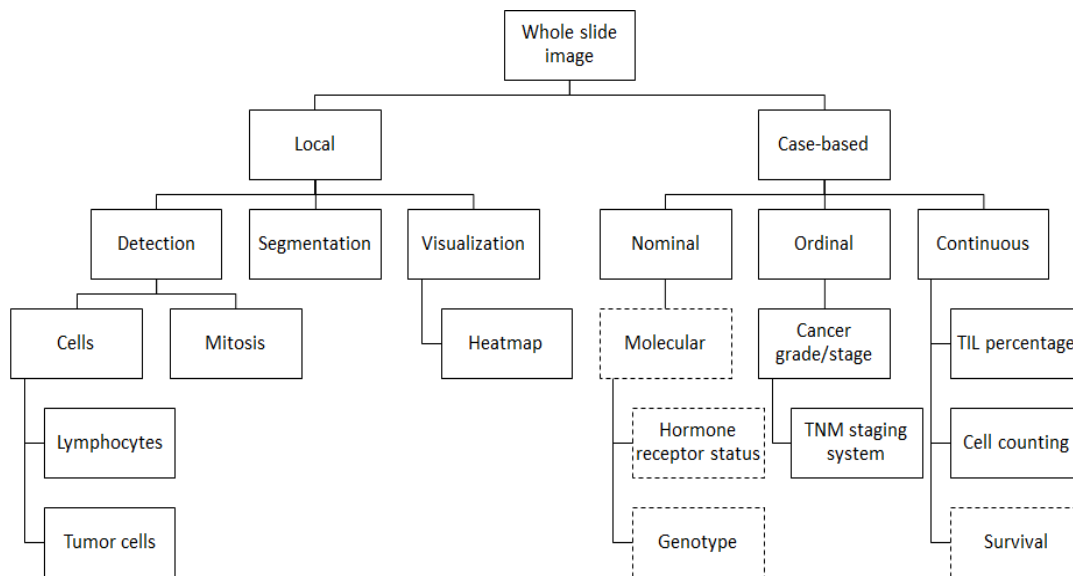 Whole slide
image
Local
Case-based
Detection
Segmentation
Visualization
Nominal
Ordinal
Continuous
Cells
Mitosis
Heatmap
Molecular
Cancer
grade/stage
TIL percentage
Lymphocytes
Hormone
receptor status
TNM staging
system
Cell counting
Tumor cells
Genotype
Survival